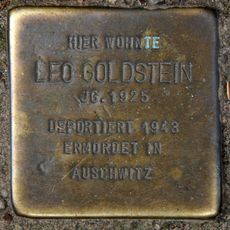 HIER WOHNTE
LEO GOLDSTEIN
JG. 1925
DEPORTIERT 1943
ERMORDET IN
AUSCHWITZ